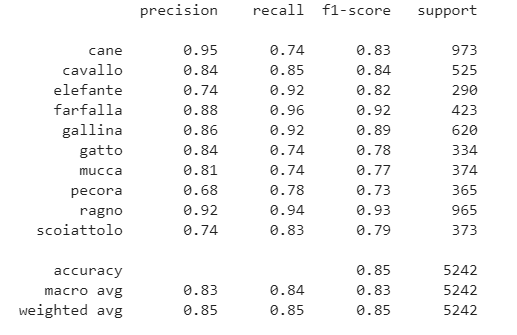 precision recall f1-score support
cane 0.95 0.74 0.83 973
cavallo 0.84 0.85 0.84 525
elefante 0.74 0.92 0.82 290
farfalla 0.88 0.96 0.92 423
gallina 0.86 0.92 0.89 620
gatto 0.84 0.74 0.78 334
mucca 0.81 0.74 0.77 374
pecora 0.68 0.78 0.73 365
ragno 0.92 0.94 0.93 965
scoiattolo 0.74 0.83 0.79 373
accuracy 0.85 5242
macro avg 0.83 0.84 0.83 5242
weighted avg 0.85 0.85 0.85 5242